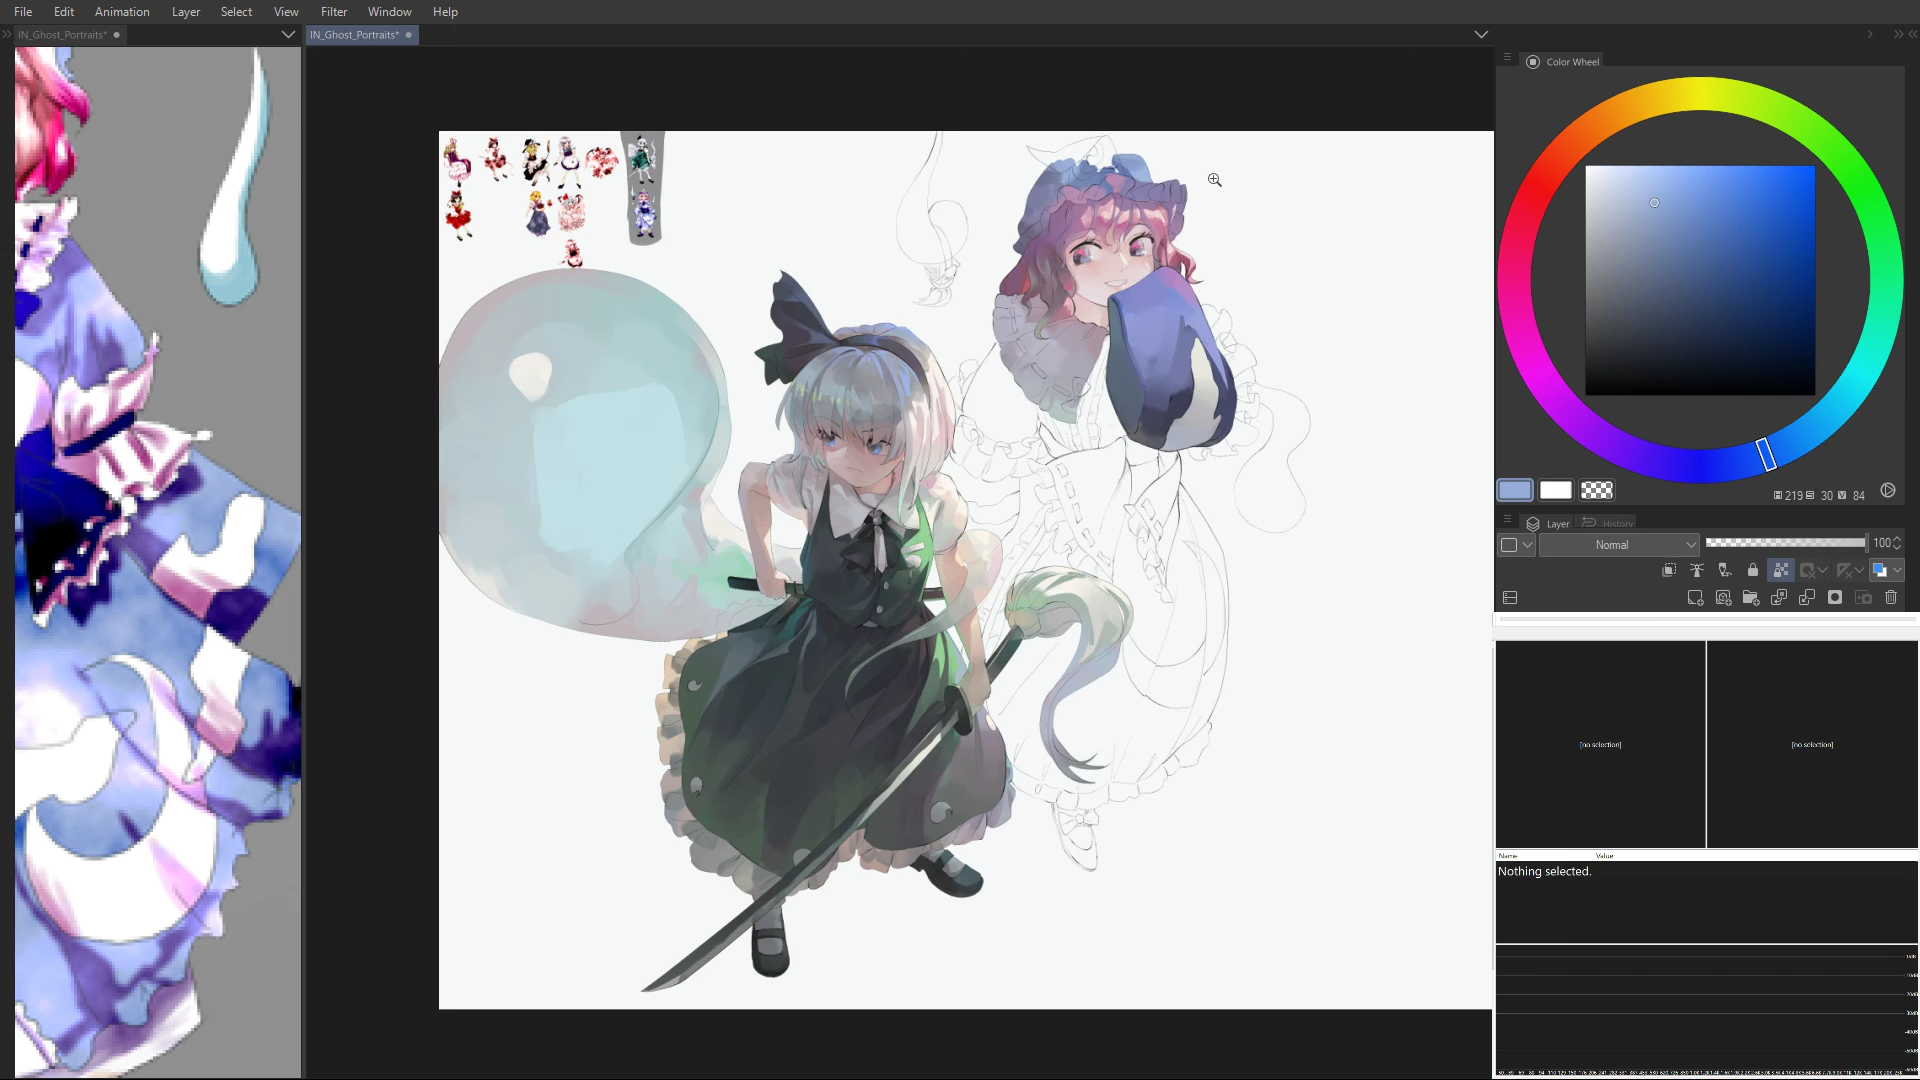 File Edit Animation Layer Select View Filter Window Help
IN_Ghost_Portraits*
IN_Ghost_Portraits*
Color Wheel
219 30 84
Layer History
Normal 100
[no selection] [no selection]
Name Value
Nothing selected.